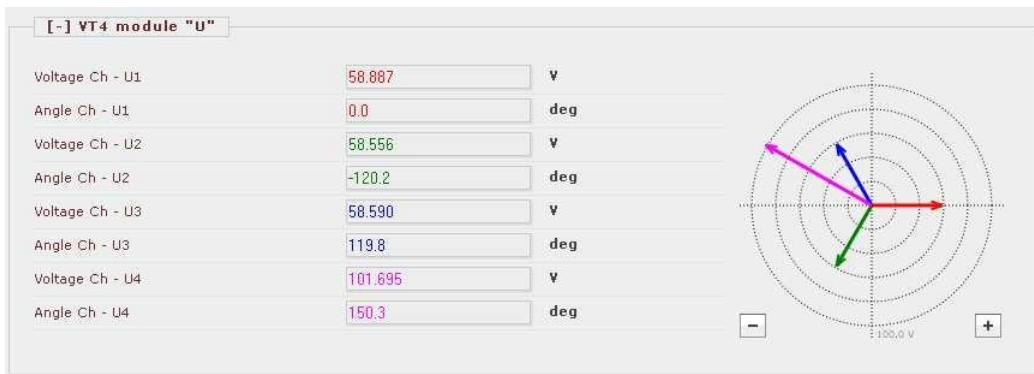 [-] VT4 module "U"
Voltage Ch - U1 58.887 V
Angle Ch - U1 0.0 deg
Voltage Ch - U2 58.556 V
Angle Ch - U2 -120.2 deg
Voltage Ch - U3 58.590 V
Angle Ch - U3 119.8 deg
Voltage Ch - U4 101.695 V
Angle Ch - U4 150.3 deg
- +
100.0 V